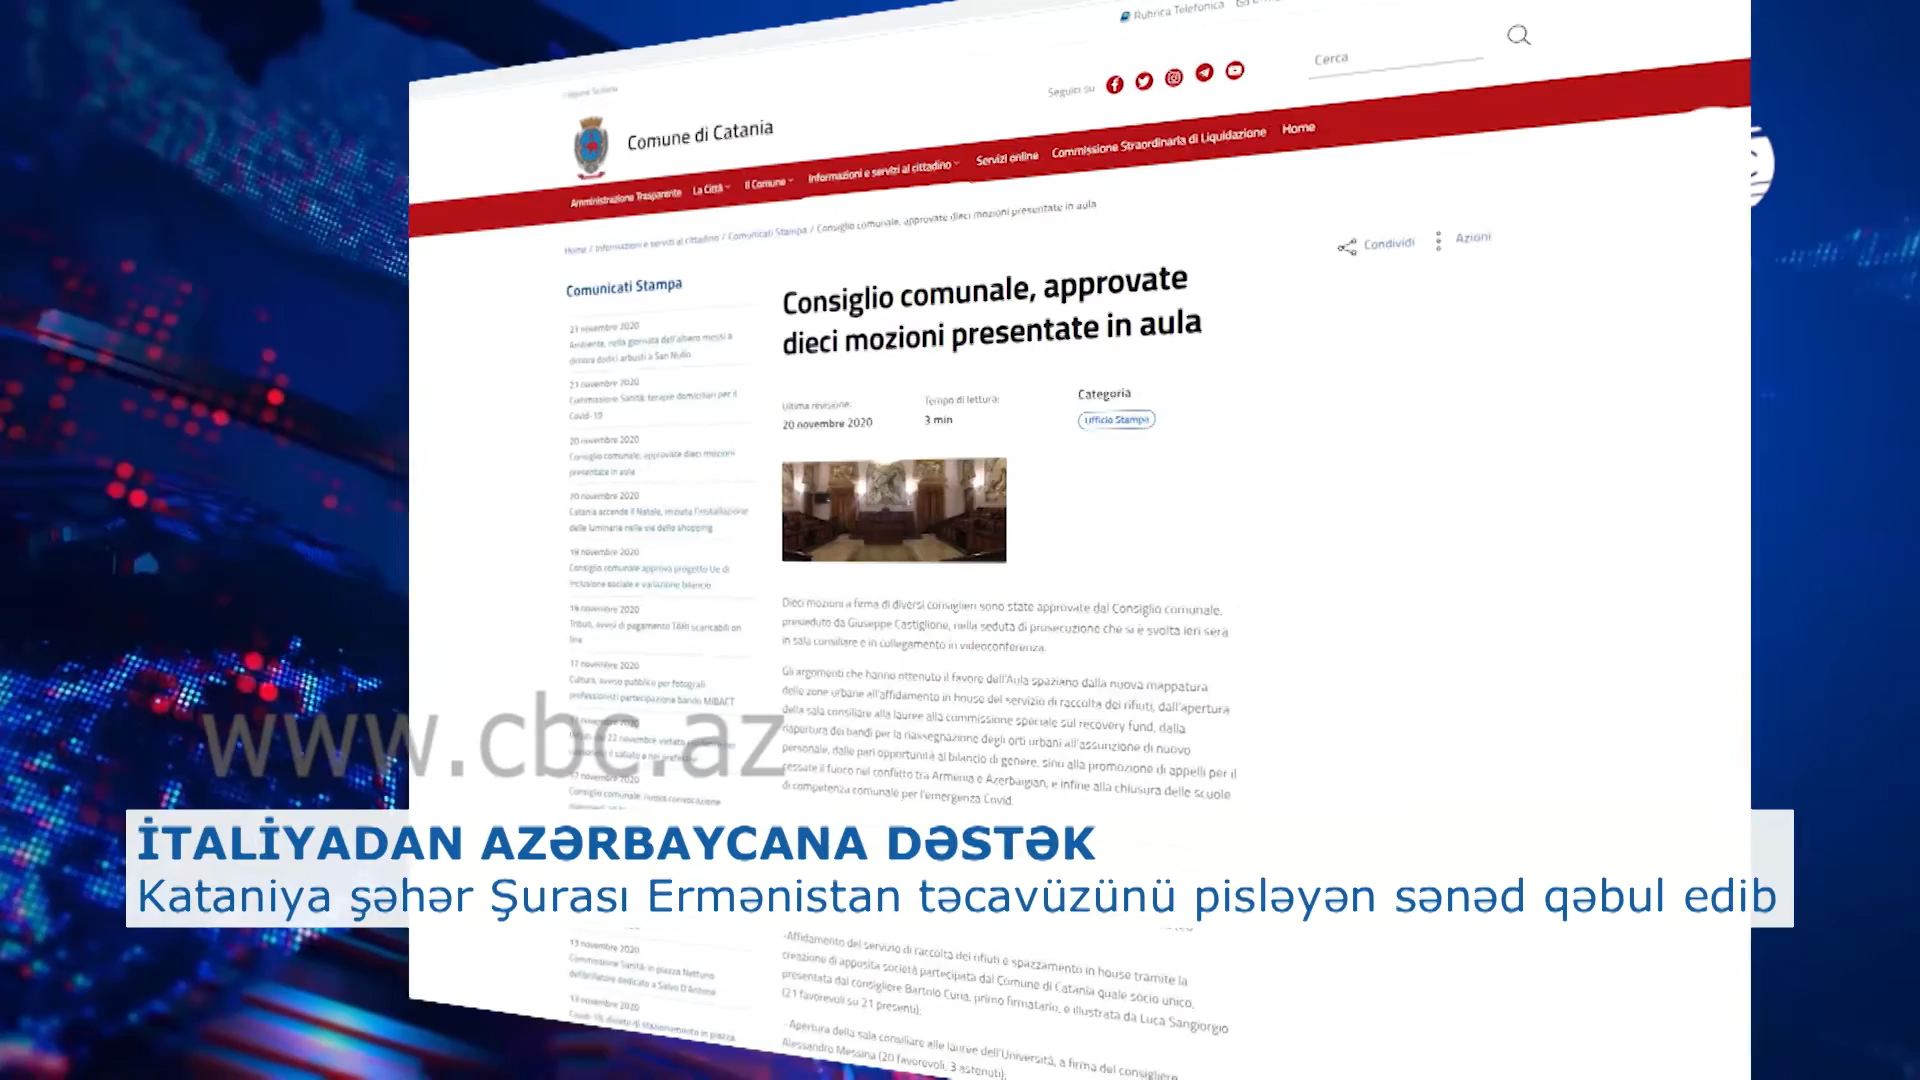 Rubrica Telefonica
Regione Siciliana
Comune di Catania
Seguici su
Cerca
Amministrazione Trasparente La Città Il Comune Informazioni e servizi al cittadino Servizi online Commissione Straordinaria di Liquidazione Home
Home / Informazioni e servizi al cittadino / Comunicati Stampa / Consiglio comunale, approvate dieci mozioni presentate in aula
Condividi Azioni
Comunicati Stampa
21 novembre 2020
Ambiente, nella giornata dell'albero messi a
dimora dodici arbusti a San Nullo
21 novembre 2020
Commissione Sanità: terapie domiciliari per il
Covid-19
20 novembre 2020
Consiglio comunale, approvate dieci mozioni
presentate in aula
20 novembre 2020
Catania accende il Natale, iniziata l'installazione
delle luminarie nelle vie dello shopping
19 novembre 2020
Consiglio comunale approva progetto Ue di
inclusione sociale e variazione bilancio
19 novembre 2020
Tributi, avvisi di pagamento TARI scaricabili on
line
17 novembre 2020
Cultura, avviso pubblico per fotografi
professionisti partecipazione bando MIBACT
17 novembre 2020
Consiglio comunale, nuova convocazione
13 novembre 2020
Commissione Sanità: in piazza Nettuno
defibrillatore dedicato a Salvo D'Antona
13 novembre 2020
Covid-19, divieto di stazionamento in piazza
Consiglio comunale, approvate
dieci mozioni presentate in aula
Ultima revisione:
20 novembre 2020
Tempo di lettura:
3 min
Categoria
Ufficio Stampa
Dieci mozioni a firma di diversi consiglieri sono state approvate dal Consiglio comunale,
presieduto da Giuseppe Castiglione, nella seduta di prosecuzione che si è svolta ieri sera
in sala consiliare e in collegamento in videoconferenza.
Gli argomenti che hanno ottenuto il favore dell'Aula spaziano dalla nuova mappatura
delle zone urbane all'affidamento in house del servizio di raccolta dei rifiuti, dall'apertura
della sala consiliare alla lauree alla commissione speciale sul recovery fund, dalla
riapertura dei bandi per la riassegnazione degli orti urbani all'assunzione di nuovo
personale, dalle pari opportunità al bilancio di genere, sino alla promozione di appelli per il
cessate il fuoco nel conflitto tra Armenia e Azerbaigian, e infine alla chiusura delle scuole
di competenza comunale per l'emergenza Covid.
www.cbc.az
İTALİYADAN AZƏRBAYCANA DƏSTƏK
Kataniya şəhər Şurası Ermənistan təcavüzünü pisləyən sənəd qəbul edib
-Affidamento del servizio di raccolta dei rifiuti e spazzamento in house tramite la
creazione di apposita società partecipata dal Comune di Catania quale socio unico,
presentata dal consigliere Bartolo Curia, primo firmatario, e illustrata da Luca Sangiorgio
(21 favorevoli su 21 presenti);
- Apertura della sala consiliare alle lauree dell'Università, a firma del consigliere
Alessandro Messina (20 favorevoli, 3 astenuti);